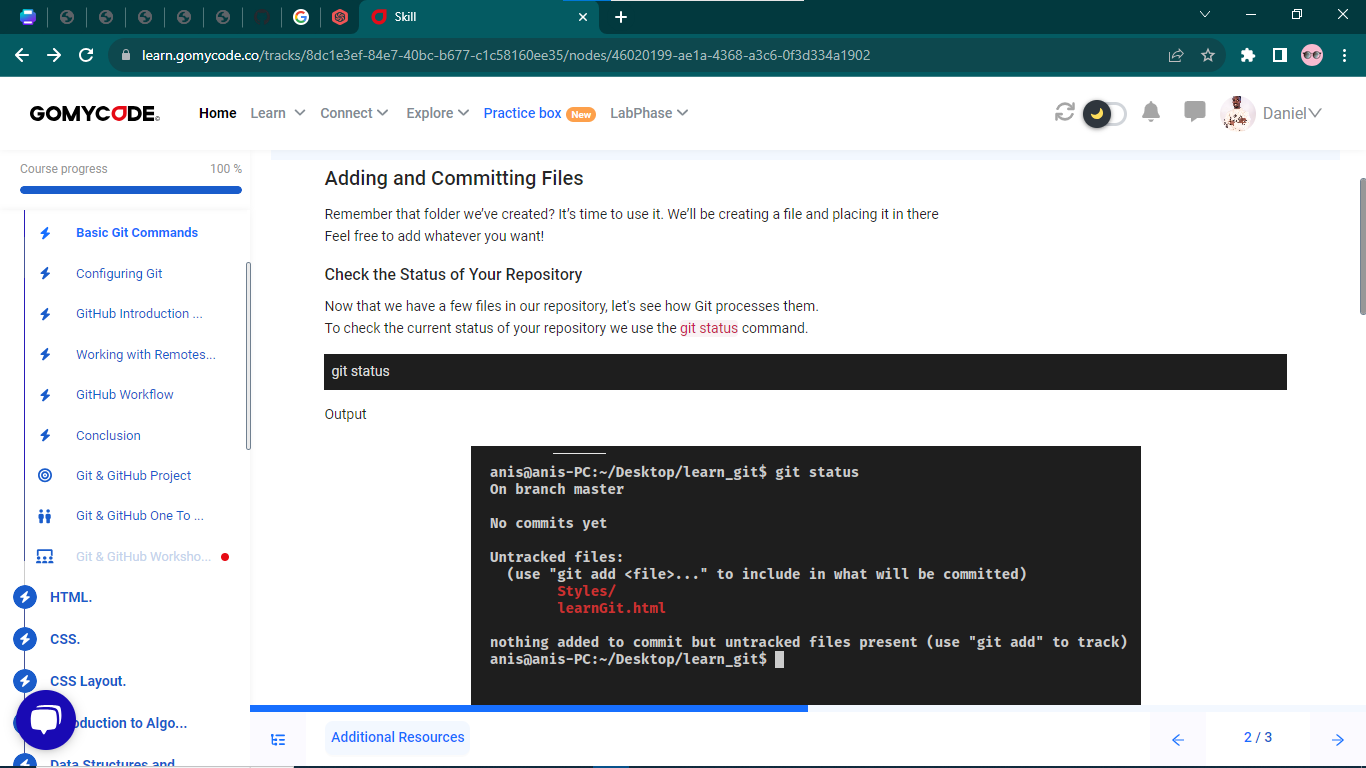 Skill
learn.gomycode.co/tracks/8dc1e3ef-84e7-40bc-b677-c1c58160ee35/nodes/46020199-ae1a-4368-a3c6-0f3d334a1902
GOMYCODE
Home Learn Connect Explore Practice box New LabPhase Daniel
Course progress 100 %
Basic Git Commands
Configuring Git
GitHub Introduction ...
Working with Remotes...
GitHub Workflow
Conclusion
Git & GitHub Project
Git & GitHub One To ...
Git & GitHub Worksho...
HTML.
CSS.
CSS Layout.
oduction to Algo...
Data Structures and
Adding and Committing Files
Remember that folder we’ve created? It’s time to use it. We’ll be creating a file and placing it in there
Feel free to add whatever you want!
Check the Status of Your Repository
Now that we have a few files in our repository, let's see how Git processes them.
To check the current status of your repository we use the git status command.
git status
Output
anis@anis-PC:~/Desktop/learn_git$ git status
On branch master
No commits yet
Untracked files:
(use "git add <file>..." to include in what will be committed)
Styles/
learnGit.html
nothing added to commit but untracked files present (use "git add" to track)
anis@anis-PC:~/Desktop/learn_git$
Additional Resources
2 / 3